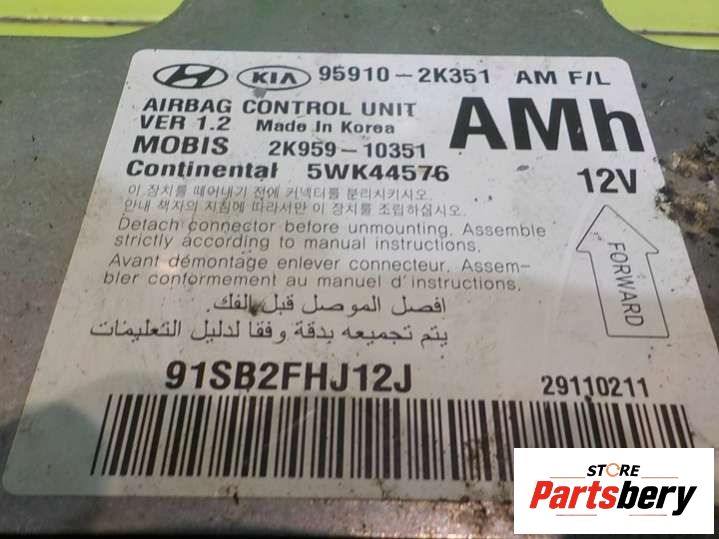 HYUNDAI KIA 95910-2K351 AM F/L
AIRBAG CONTROL UNIT
VER 1.2 Made In Korea
AMh
MOBIS 2K959-10351
Continental 5WK44576
12V
이 장치를 떼어내기 전에 커넥터를 분리시키시오.
안내 책자의 지침에 따라서만 이 장치를 조립하십시오.
Detach connector before unmounting. Assemble
strictly according to manual instructions.
Avant démontage enlever connecteur. Assem-
bler conformement au manuel d'instructions.
FORWARD
افصل الموصل قبل الفك.
يتم تجميعه بدقة وفقا لدليل التعليمات
91SB2FHJ12J
29110211
STORE
Partsbery